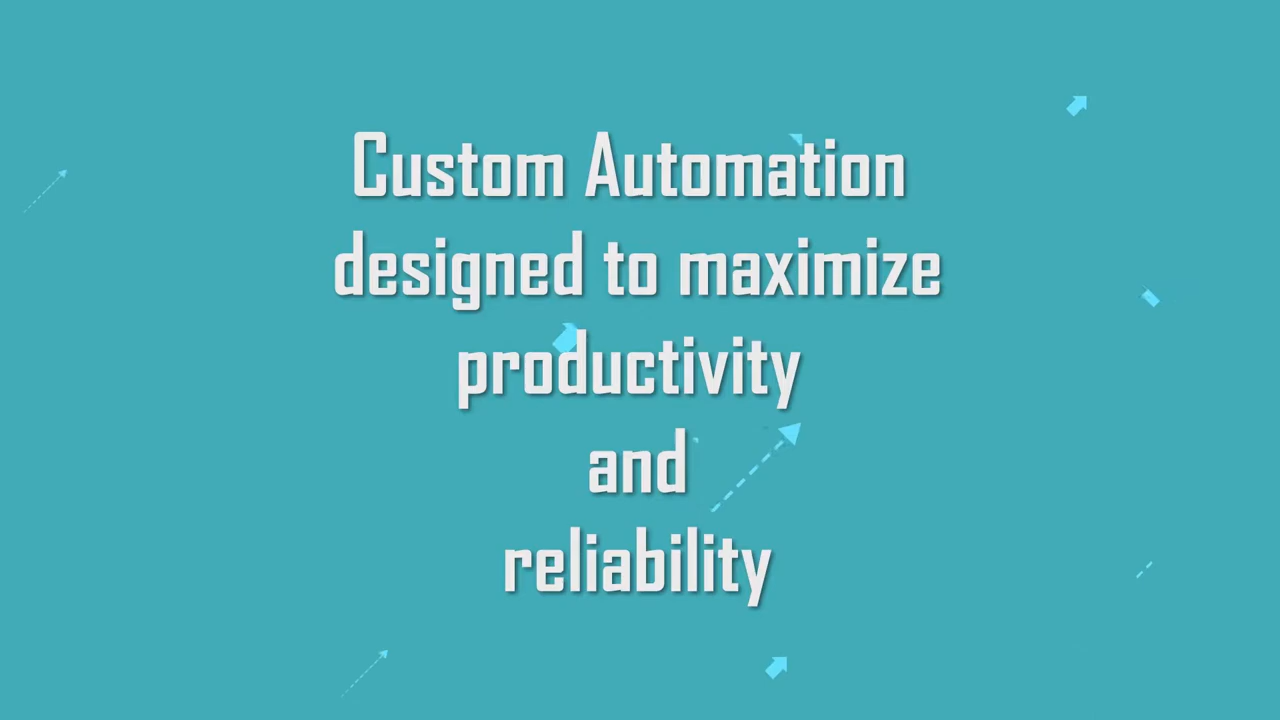 Custom Automation
designed to maximize
productivity
and
reliability